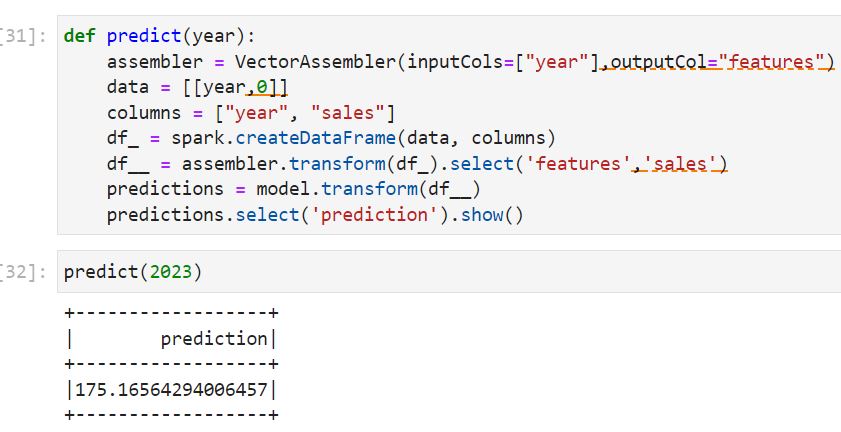 [31]: def predict(year):
    assembler = VectorAssembler(inputCols=["year"],outputCol="features")
    data = [[year,0]]
    columns = ["year", "sales"]
    df_ = spark.createDataFrame(data, columns)
    df__ = assembler.transform(df_).select('features','sales')
    predictions = model.transform(df__)
    predictions.select('prediction').show()
[32]: predict(2023)
+------------------+
|        prediction|
+------------------+
|175.16564294006457|
+------------------+